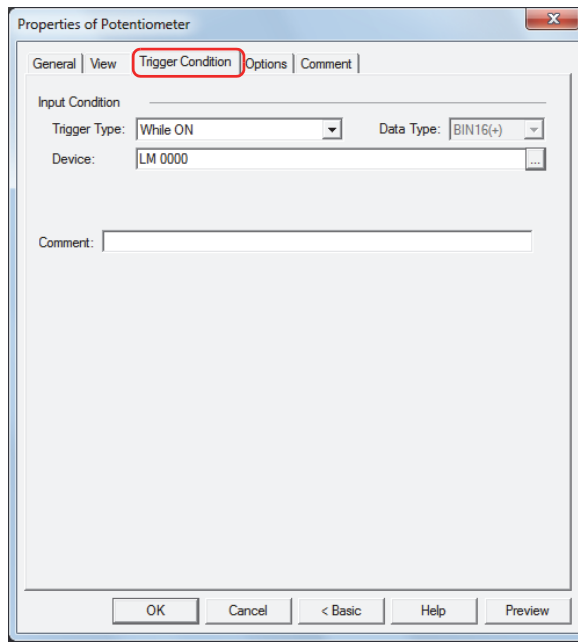 Properties of Potentiometer
x
General View Trigger Condition Options Comment
Input Condition
Trigger Type: While ON Data Type: BIN16(+)
Device: LM 0000 ...
Comment:
OK Cancel < Basic Help Preview